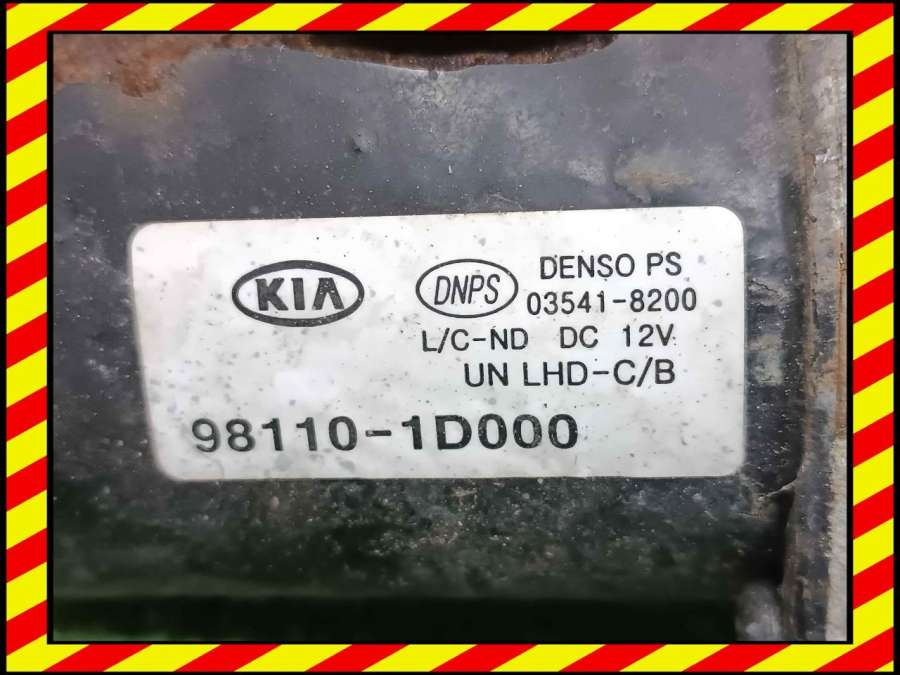 KIA
DNPS
DENSO PS
03541-8200
L/C-ND DC 12V
UN LHD-C/B
98110-1D000